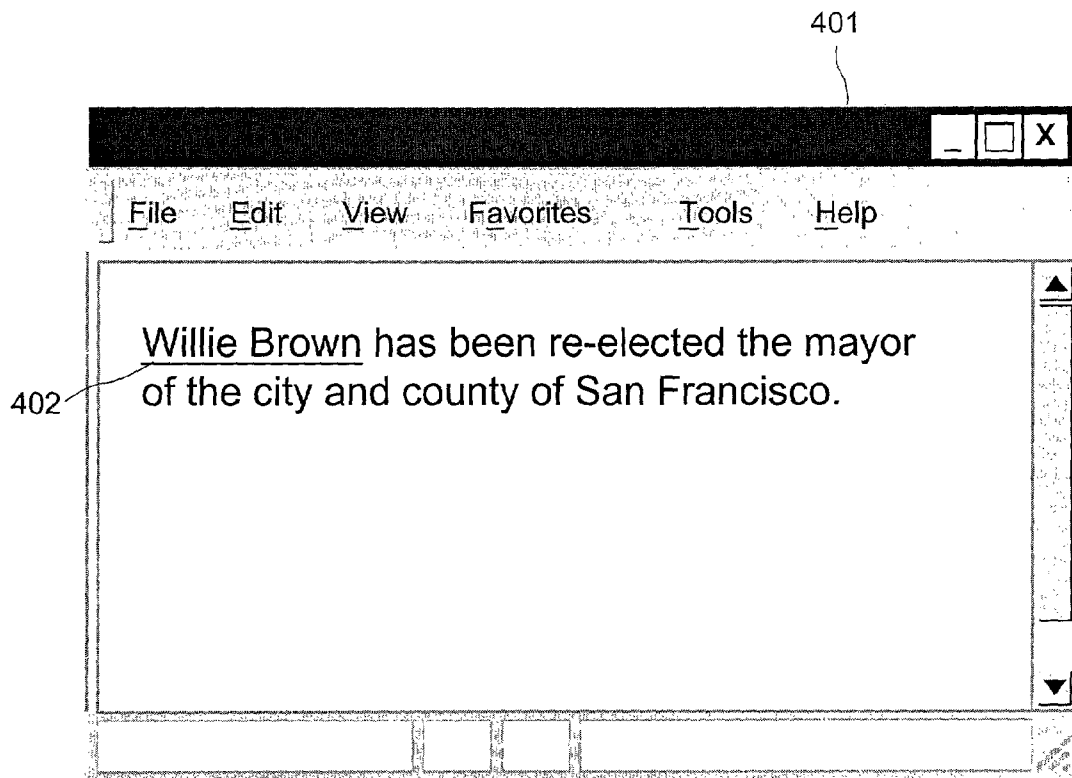 401
_ X
File Edit View Favorites Tools Help
Willie Brown has been re-elected the mayor
402
of the city and county of San Francisco.